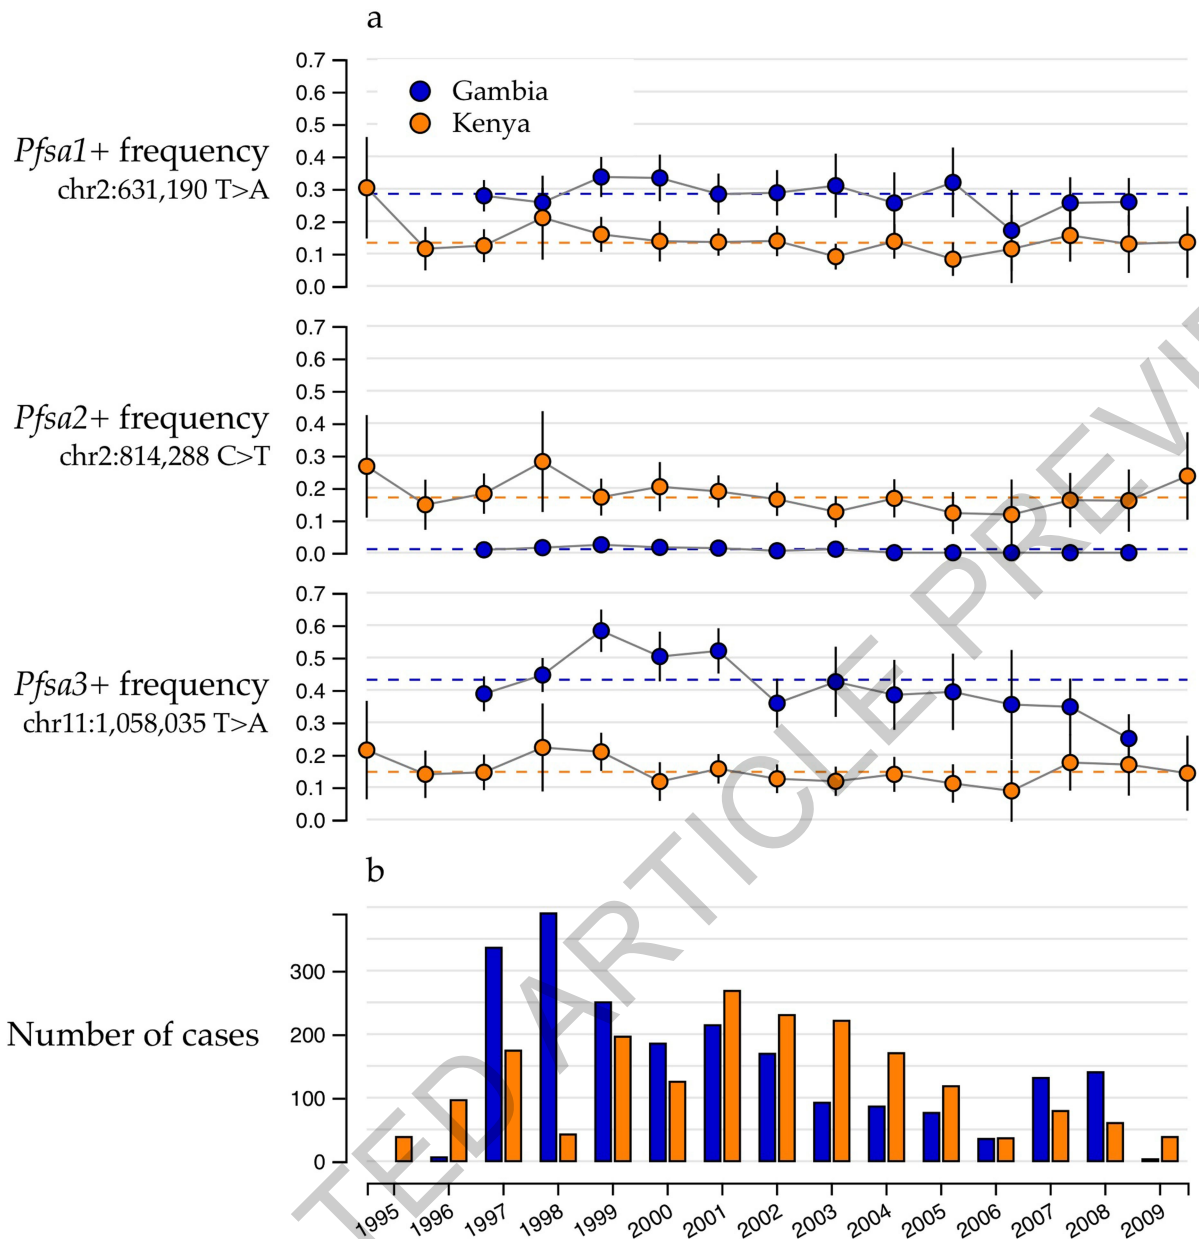 a
0.7
0.6
0.5
0.4
0.3
0.2
0.1
0.0
Gambia
Kenya
Pfsa1+ frequency
chr2:631,190 T>A
0.7
0.6
0.5
0.4
0.3
0.2
0.1
0.0
Pfsa2+ frequency
chr2:814,288 C>T
0.7
0.6
0.5
0.4
0.3
0.2
0.1
0.0
Pfsa3+ frequency
chr11:1,058,035 T>A
b
300
200
100
0
Number of cases
1995 1996 1997 1998 1999 2000 2001 2002 2003 2004 2005 2006 2007 2008 2009
TED ARTICLE PREVI